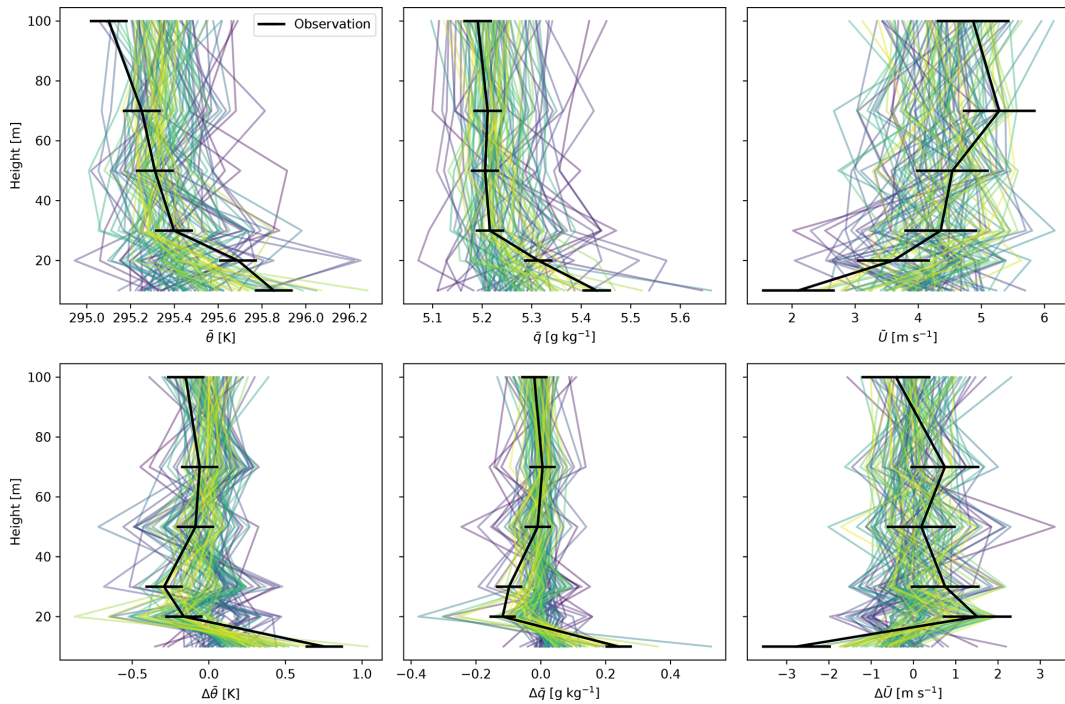 Observation
Height [m]
100
80
60
40
20
295.0 295.2 295.4 295.6 295.8 296.0 296.2
θ̄ [K]
5.1 5.2 5.3 5.4 5.5 5.6
q̄ [g kg⁻¹]
2 3 4 5 6
Ū [m s⁻¹]
Height [m]
100
80
60
40
20
−0.5 0.0 0.5 1.0
Δθ̄ [K]
−0.4 −0.2 0.0 0.2 0.4
Δq̄ [g kg⁻¹]
−3 −2 −1 0 1 2 3
ΔŪ [m s⁻¹]